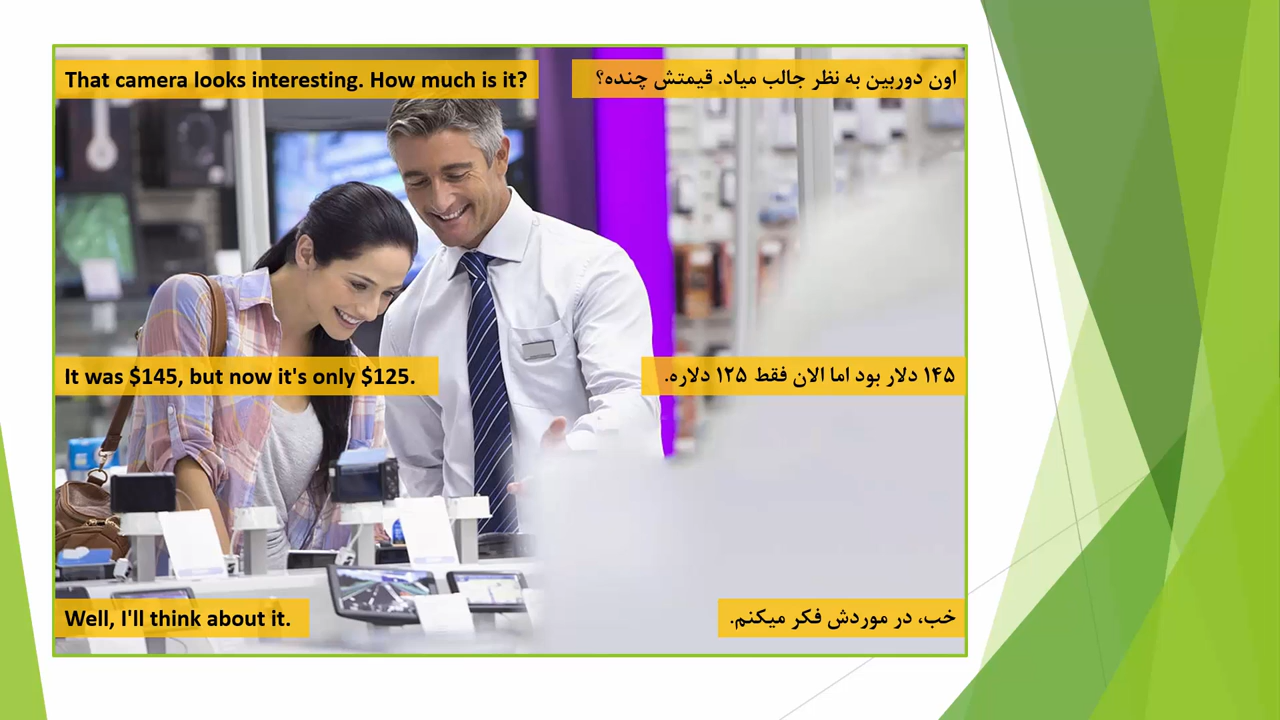 That camera looks interesting. How much is it?
اون دوربین به نظر جالب میاد. قیمتش چنده؟
It was $145, but now it's only $125.
۱۴۵ دلار بود اما الان فقط ۱۲۵ دلاره.
Well, I'll think about it.
خب، در موردش فکر میکنم.